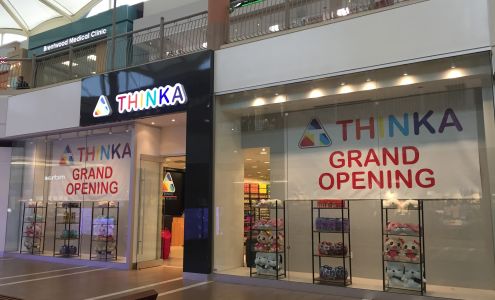 Brentwood Medical Clinic
THINKA
THINKA
GRAND
OPENING
THINKA
GRAND
OPENING